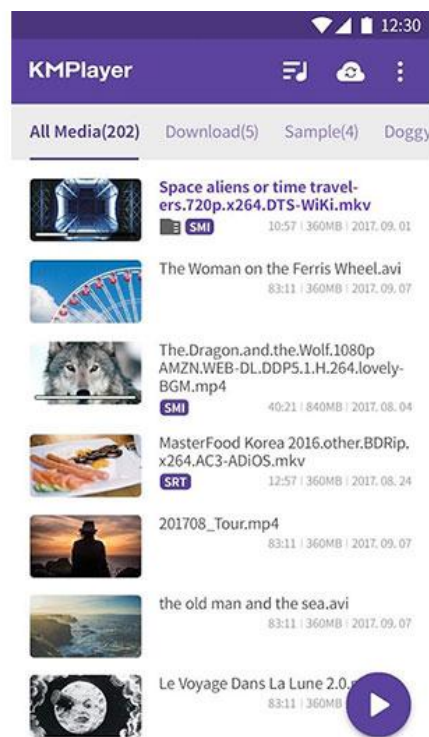 12:30
KMPlayer
All Media(202) Download(5) Sample(4) Doggy
Space aliens or time travel-
ers.720p.x264.DTS-WiKi.mkv
SMI 10:57 | 360MB | 2017. 09. 01
The Woman on the Ferris Wheel.avi
83:11 | 360MB | 2017. 09. 07
The.Dragon.and.the.Wolf.1080p
AMZN.WEB-DL.DDP5.1.H.264.lovely-
BGM.mp4
SMI 40:21 | 840MB | 2017. 08. 04
MasterFood Korea 2016.other.BDRip.
x264.AC3-ADiOS.mkv
SRT 12:57 | 360MB | 2017. 08. 24
201708_Tour.mp4
83:11 | 360MB | 2017. 09. 07
the old man and the sea.avi
83:11 | 360MB | 2017. 09. 07
Le Voyage Dans La Lune 2.0.
83:11 | 360MB